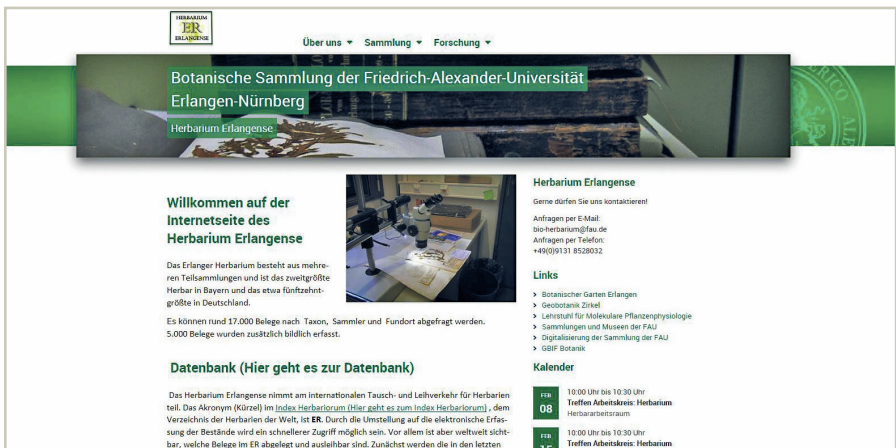 HERBARIUM
ER
ERLANGENSE
Über uns Sammlung Forschung
Botanische Sammlung der Friedrich-Alexander-Universität
Erlangen-Nürnberg
Herbarium Erlangense
Willkommen auf der
Internetseite des
Herbarium Erlangense
Das Erlanger Herbarium besteht aus mehre-
ren Teilsammlungen und ist das zweitgrößte
Herbar in Bayern und das etwa fünftzehnt-
größte in Deutschland.
Es können rund 17.000 Belege nach Taxon, Sammler und Fundort abgefragt werden.
5.000 Belege wurden zusätzlich bildlich erfasst.
Datenbank (Hier geht es zur Datenbank)
Das Herbarium Erlangense nimmt am internationalen Tausch- und Leihverkehr für Herbarien
teil. Das Akronym (Kürzel) im Index Herbariorum (Hier geht es zum Index Herbariorum) , dem
Verzeichnis der Herbarien der Welt, ist ER. Durch die Umstellung auf die elektronische Erfas-
sung der Bestände wird ein schnellerer Zugriff möglich sein. Vor allem ist aber weltweit sicht-
bar, welche Belege im ER abgelegt und ausleihbar sind. Zunächst werden die in den letzten
Herbarium Erlangense
Gerne dürfen Sie uns kontaktieren!
Anfragen per E-Mail:
bio-herbarium@fau.de
Anfragen per Telefon:
+49(0)9131 8528032
Links
Botanischer Garten Erlangen
Geobotanik Zirkel
Lehrstuhl für Molekulare Pflanzenphysiologie
Sammlungen und Museen der FAU
Digitalisierung der Sammlung der FAU
GBIF Botanik
Kalender
FEB
08
10:00 Uhr bis 10:30 Uhr
Treffen Arbeitskreis: Herbarium
Herbararbeitsraum
FEB
15
10:00 Uhr bis 10:30 Uhr
Treffen Arbeitskreis: Herbarium